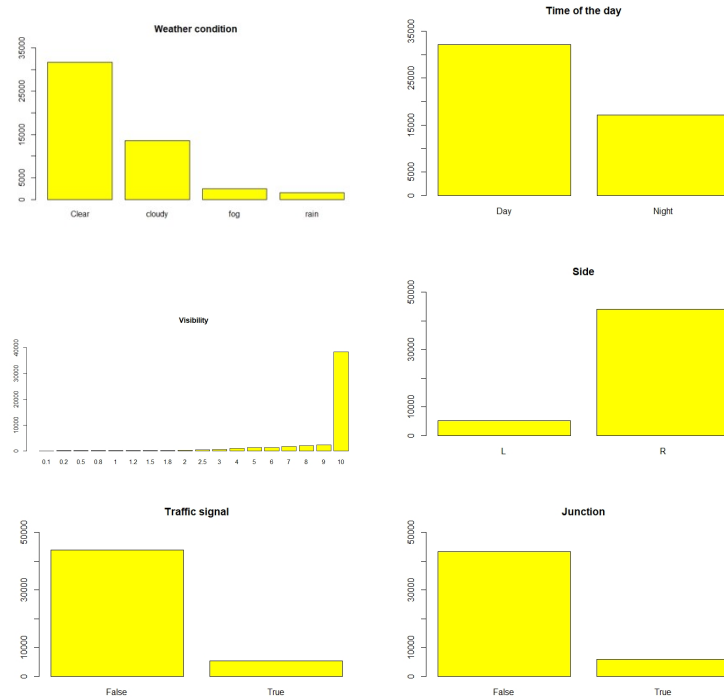 Weather condition
35000
25000
15000
5000
0
Clear cloudy fog rain
Time of the day
35000
25000
15000
5000
0
Day Night
Visibility
40000
30000
20000
10000
0
0.1 0.2 0.5 0.8 1 1.2 1.5 1.8 2 2.5 3 4 5 6 7 8 9 10
Side
50000
30000
10000
0
L R
Traffic signal
50000
30000
10000
0
False True
Junction
50000
30000
10000
0
False True